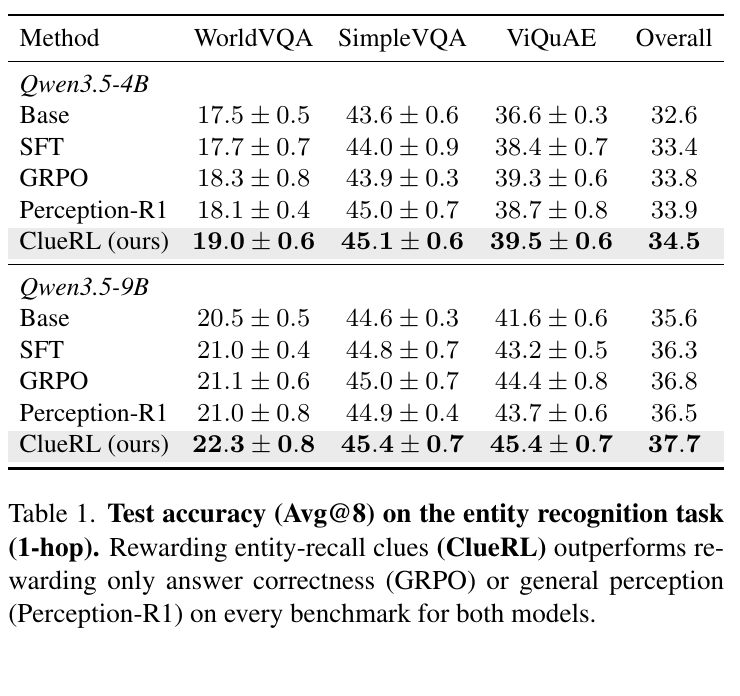 Method WorldVQA SimpleVQA ViQuAE Overall
Qwen3.5-4B
Base 17.5 ± 0.5 43.6 ± 0.6 36.6 ± 0.3 32.6
SFT 17.7 ± 0.7 44.0 ± 0.9 38.4 ± 0.7 33.4
GRPO 18.3 ± 0.8 43.9 ± 0.3 39.3 ± 0.6 33.8
Perception-R1 18.1 ± 0.4 45.0 ± 0.7 38.7 ± 0.8 33.9
ClueRL (ours) 19.0 ± 0.6 45.1 ± 0.6 39.5 ± 0.6 34.5
Qwen3.5-9B
Base 20.5 ± 0.5 44.6 ± 0.3 41.6 ± 0.6 35.6
SFT 21.0 ± 0.4 44.8 ± 0.7 43.2 ± 0.5 36.3
GRPO 21.1 ± 0.6 45.0 ± 0.7 44.4 ± 0.8 36.8
Perception-R1 21.0 ± 0.8 44.9 ± 0.4 43.7 ± 0.6 36.5
ClueRL (ours) 22.3 ± 0.8 45.4 ± 0.7 45.4 ± 0.7 37.7
Table 1. Test accuracy (Avg@8) on the entity recognition task
(1-hop). Rewarding entity-recall clues (ClueRL) outperforms re-
warding only answer correctness (GRPO) or general perception
(Perception-R1) on every benchmark for both models.